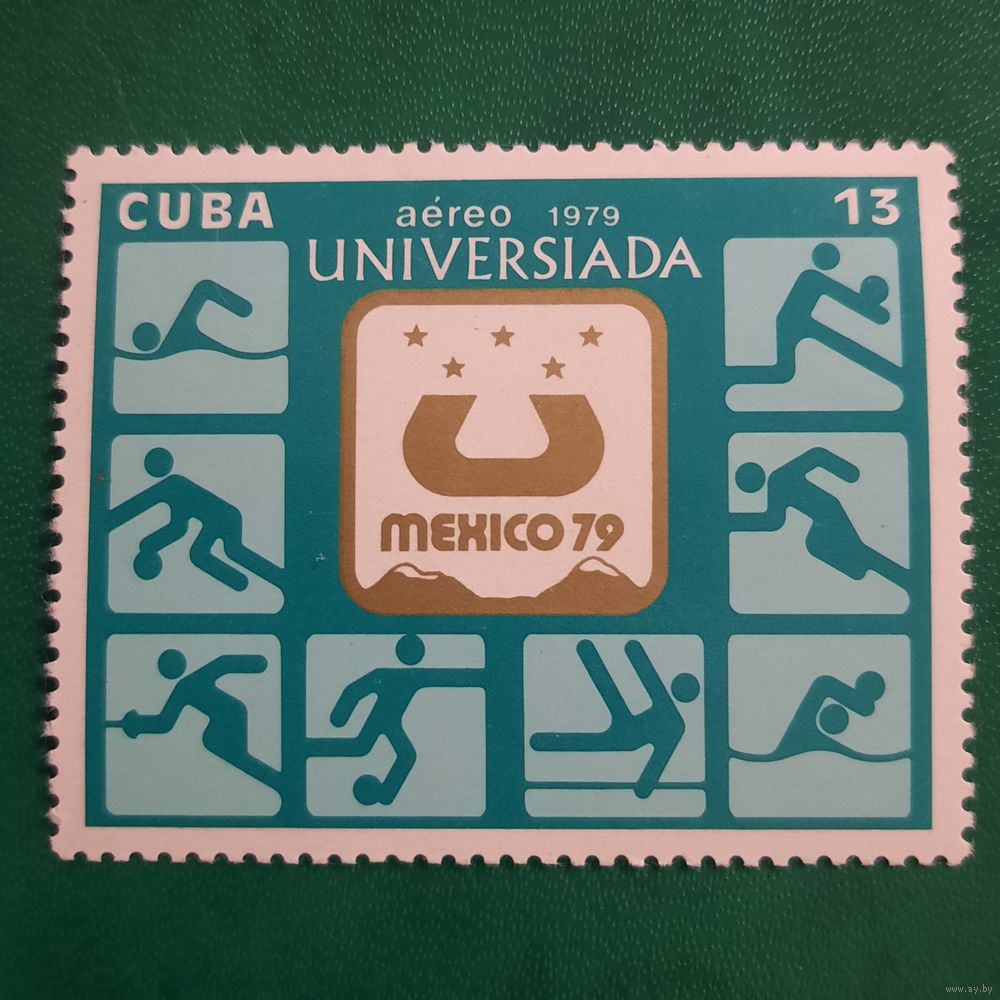 CUBA aéreo 1979 13
UNIVERSIADA
MEXICO 79
www.ay.by